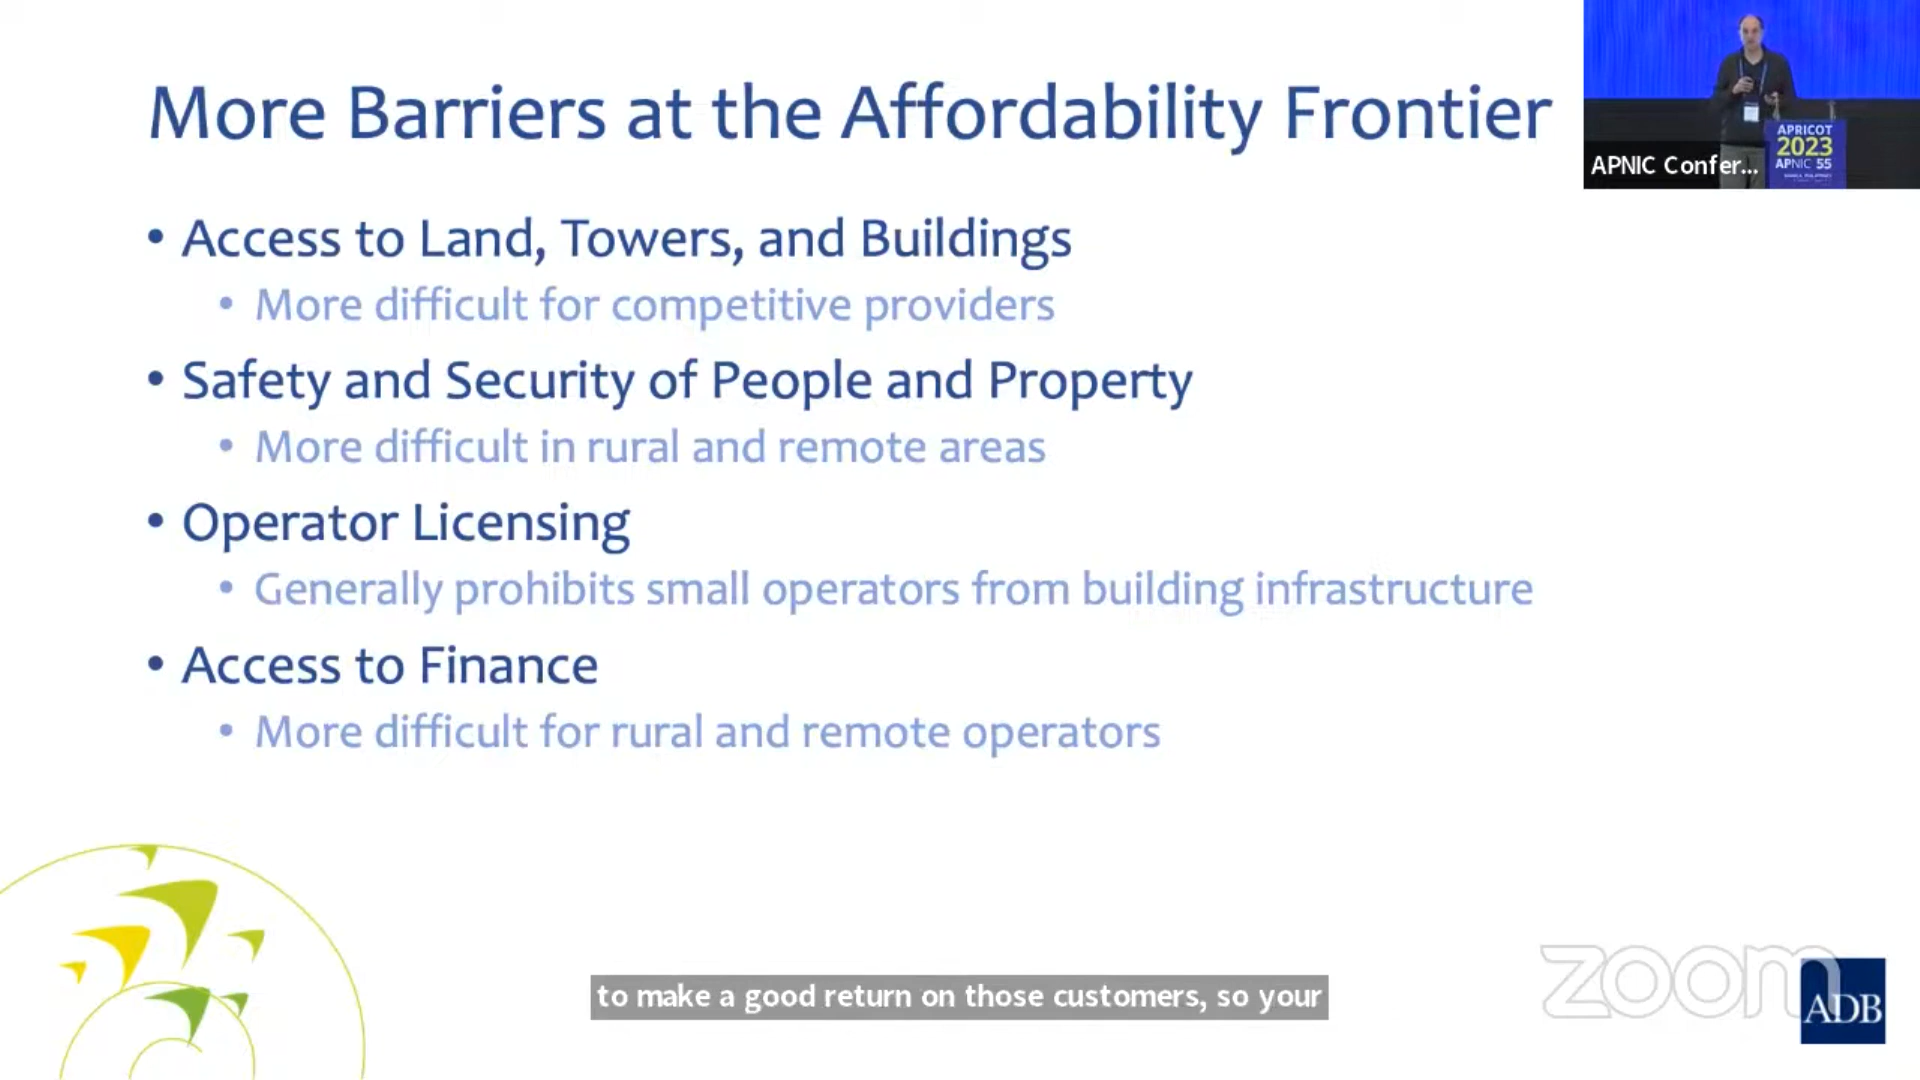 More Barriers at the Affordability Frontier
• Access to Land, Towers, and Buildings
• More difficult for competitive providers
• Safety and Security of People and Property
• More difficult in rural and remote areas
• Operator Licensing
• Generally prohibits small operators from building infrastructure
• Access to Finance
• More difficult for rural and remote operators
APRICOT
2023
APNIC 55
APNIC Confer...
to make a good return on those customers, so your
zoom
ADB